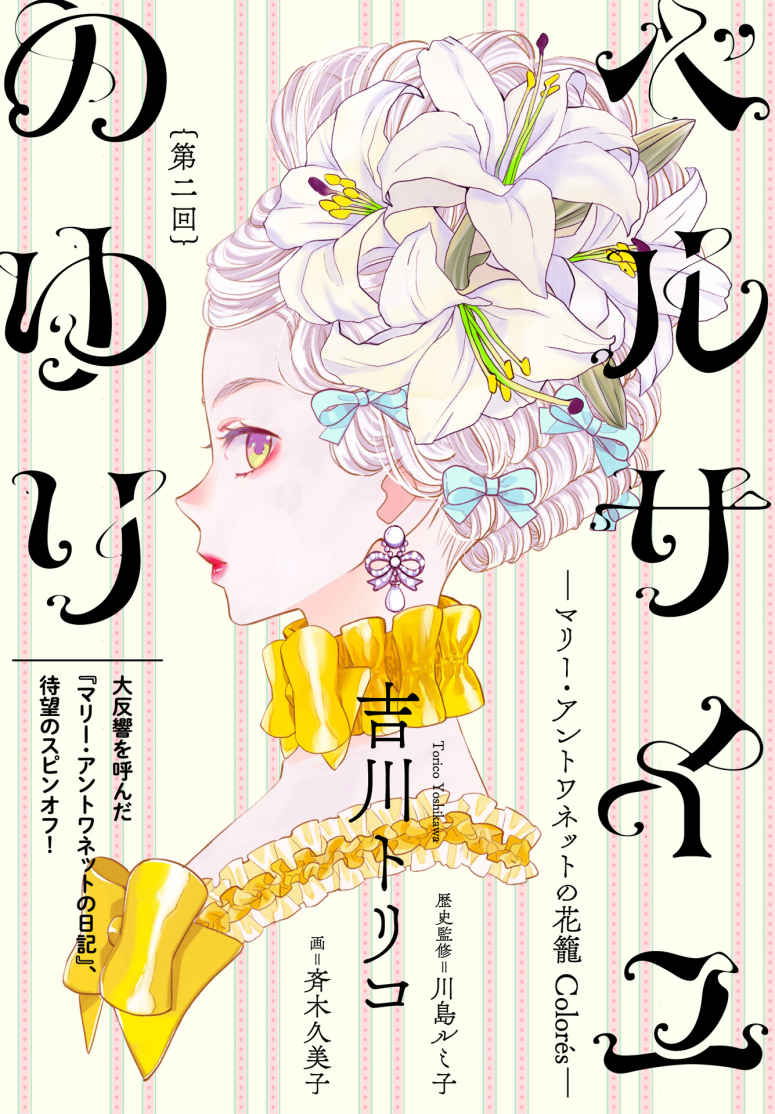 ベルサイユ
のゆり
―マリー・アントワネットの花籠 Colorés―
{第二回}
吉川トリコ
Torico Yoshikawa
歴史監修=川島ルミ子
画=斉木久美子
大反響を呼んだ
『マリー・アントワネットの日記』、
待望のスピンオフ!